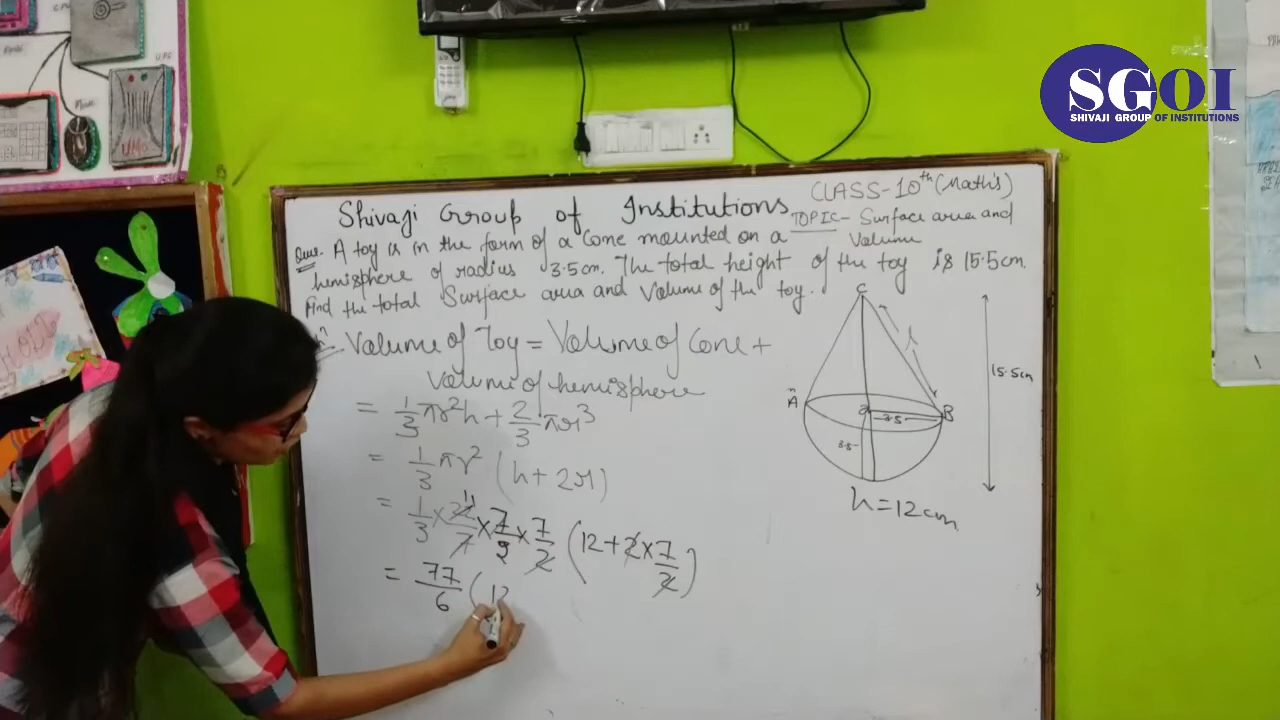 SGOI
SHIVAJI GROUP OF INSTITUTIONS
CLASS-10th (Maths)
Shivaji Group of Institutions
TOPIC - Surface area and
Volume
Ques. A toy is in the form of a Cone mounted on a
hemisphere of radius 3.5cm. The total height of the toy is 15.5cm.
Find the total Surface area and Volume of the toy.
Volume of Toy = Volume of Cone +
Volume of hemisphere
= 1/3 πr²h + 2/3 πr³
= 1/3 πr² (h + 2r)
= 1/3 × 22/7 × 7/2 × 7/2 (12 + 2 × 7/2)
= 77/6 (12
C
l
A
B
3.5
3.5
15.5cm
h = 12cm